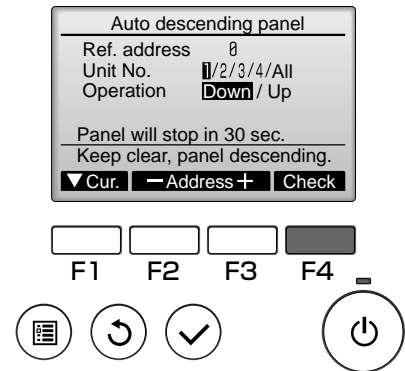 Auto descending panel
Ref. address 0
Unit No. 1/2/3/4/All
Operation Down / Up
Panel will stop in 30 sec.
Keep clear, panel descending.
▼Cur. －Address＋ Check
F1 F2 F3 F4